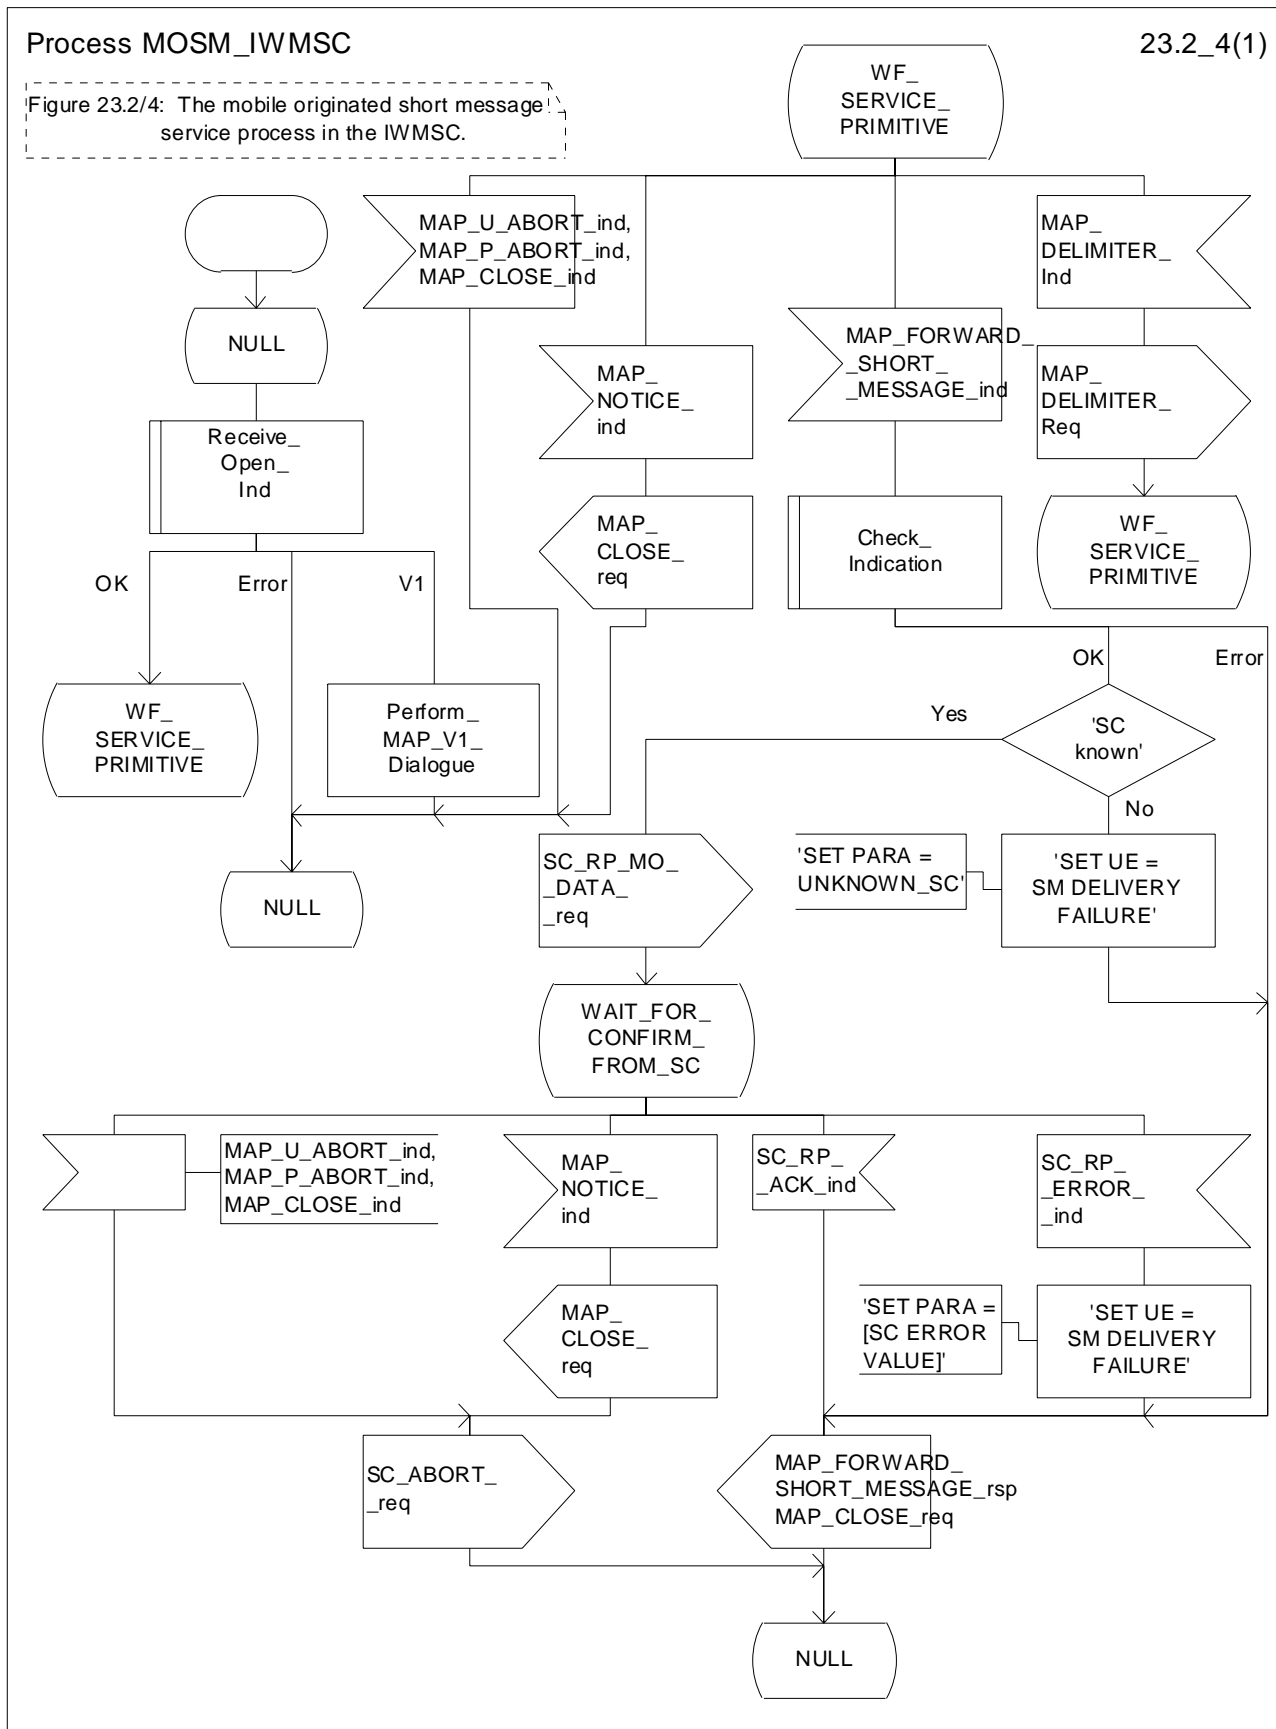 Process MOSM_IWMSC
23.2_4(1)
Figure 23.2/4: The mobile originated short message
service process in the IWMSC.
WF_
SERVICE_
PRIMITIVE
MAP_U_ABORT_ind,
MAP_P_ABORT_ind,
MAP_CLOSE_ind
MAP_
DELIMITER_
Ind
NULL
MAP_
NOTICE_
ind
MAP_FORWARD_
_SHORT_
_MESSAGE_ind
MAP_
DELIMITER_
Req
Receive_
Open_
Ind
MAP_
CLOSE_
req
Check_
Indication
WF_
SERVICE_
PRIMITIVE
OK
Error
V1
OK
Error
WF_
SERVICE_
PRIMITIVE
Perform_
MAP_V1_
Dialogue
Yes
'SC
known'
No
NULL
SC_RP_MO_
_DATA_
_req
'SET PARA =
UNKNOWN_SC'
'SET UE =
SM DELIVERY
FAILURE'
WAIT_FOR_
CONFIRM_
FROM_SC
MAP_U_ABORT_ind,
MAP_P_ABORT_ind,
MAP_CLOSE_ind
MAP_
NOTICE_
ind
SC_RP_
_ACK_ind
SC_RP_
_ERROR_
_ind
MAP_
CLOSE_
req
'SET PARA =
[SC ERROR
VALUE]'
'SET UE =
SM DELIVERY
FAILURE'
SC_ABORT_
_req
MAP_FORWARD_
SHORT_MESSAGE_rsp
MAP_CLOSE_req
NULL